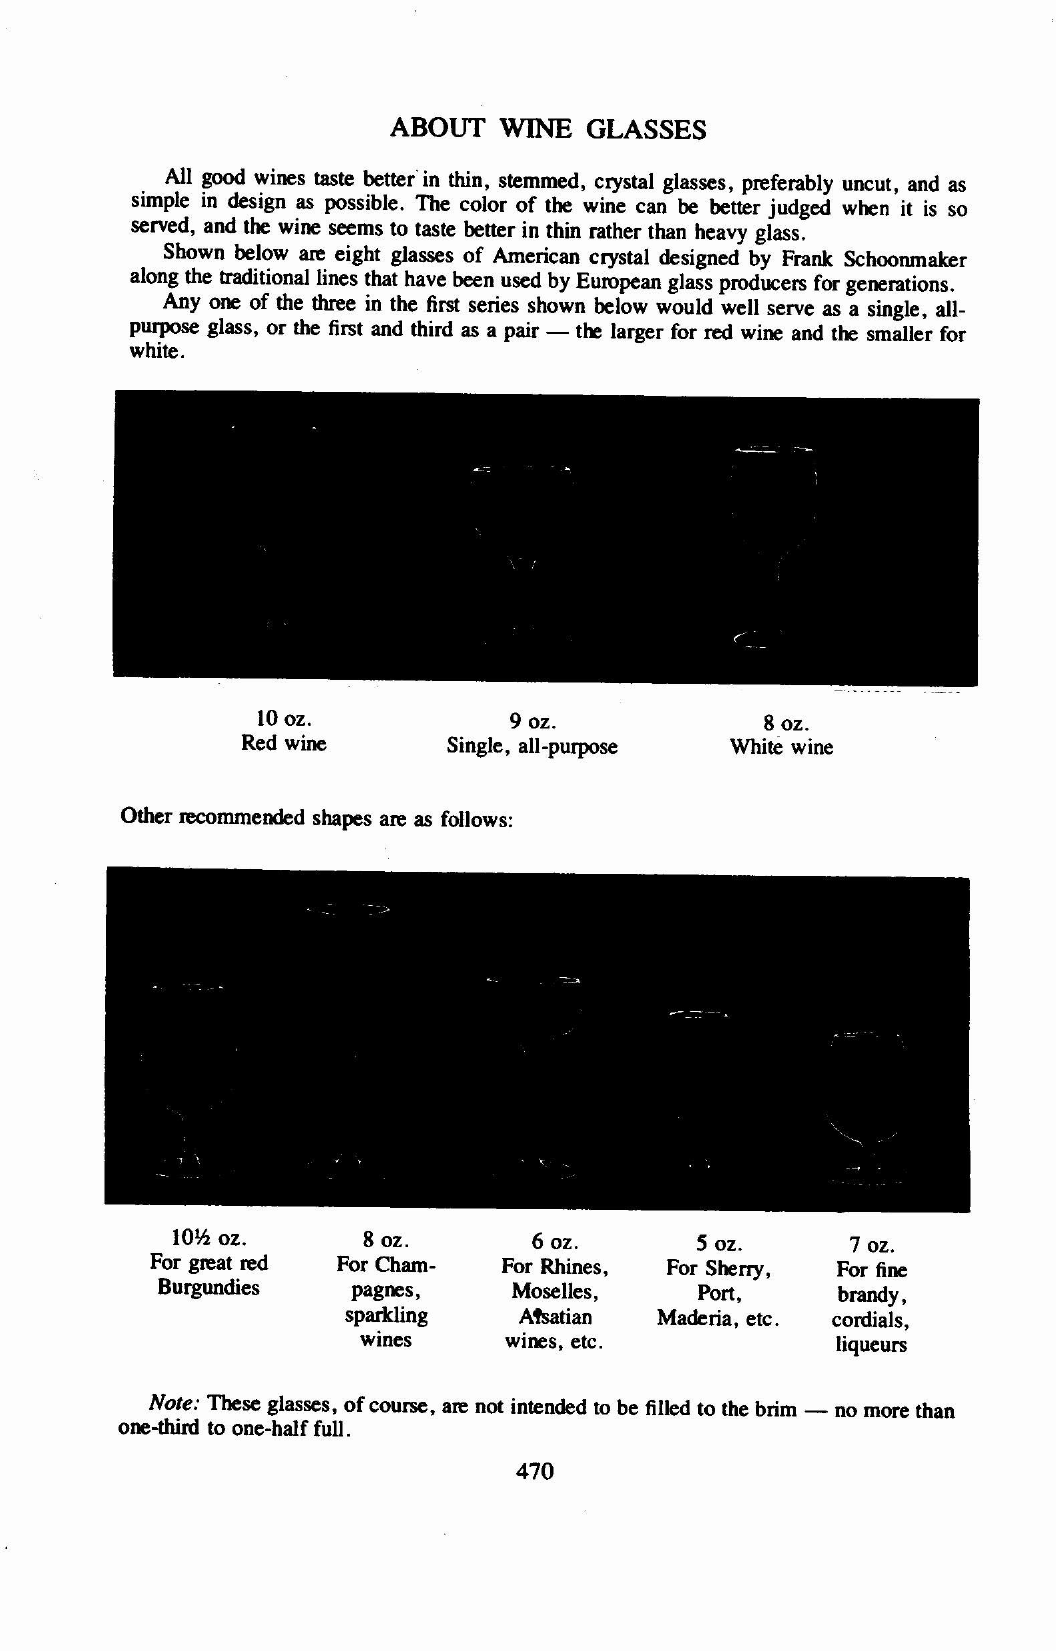 ABOUT WINE GLASSES
All good wines taste better in thin, stemmed, crystal glasses, preferably uncut, and as
simple in design as possible. The color of the wine can be better judged when it is so
served, and the wine seems to taste better in thin rather than heavy glass.
Shown below are eight glasses of American crystal designed by Frank Schoonmaker
along the traditional lines that have been used by European glass producers for generations.
Any one of the three in the first series shown below would well serve as a single, all-
purpose glass, or the first and third as a pair — the larger for red wine and the smaller for
white.
10 oz.
Red wine
9 oz.
Single, all-purpose
8 oz.
White wine
Other recommended shapes are as follows:
10½ oz.
For great red
Burgundies
8 oz.
For Cham-
pagnes,
sparkling
wines
6 oz.
For Rhines,
Moselles,
Alsatian
wines, etc.
5 oz.
For Sherry,
Port,
Maderia, etc.
7 oz.
For fine
brandy,
cordials,
liqueurs
Note: These glasses, of course, are not intended to be filled to the brim — no more than
one-third to one-half full.
470